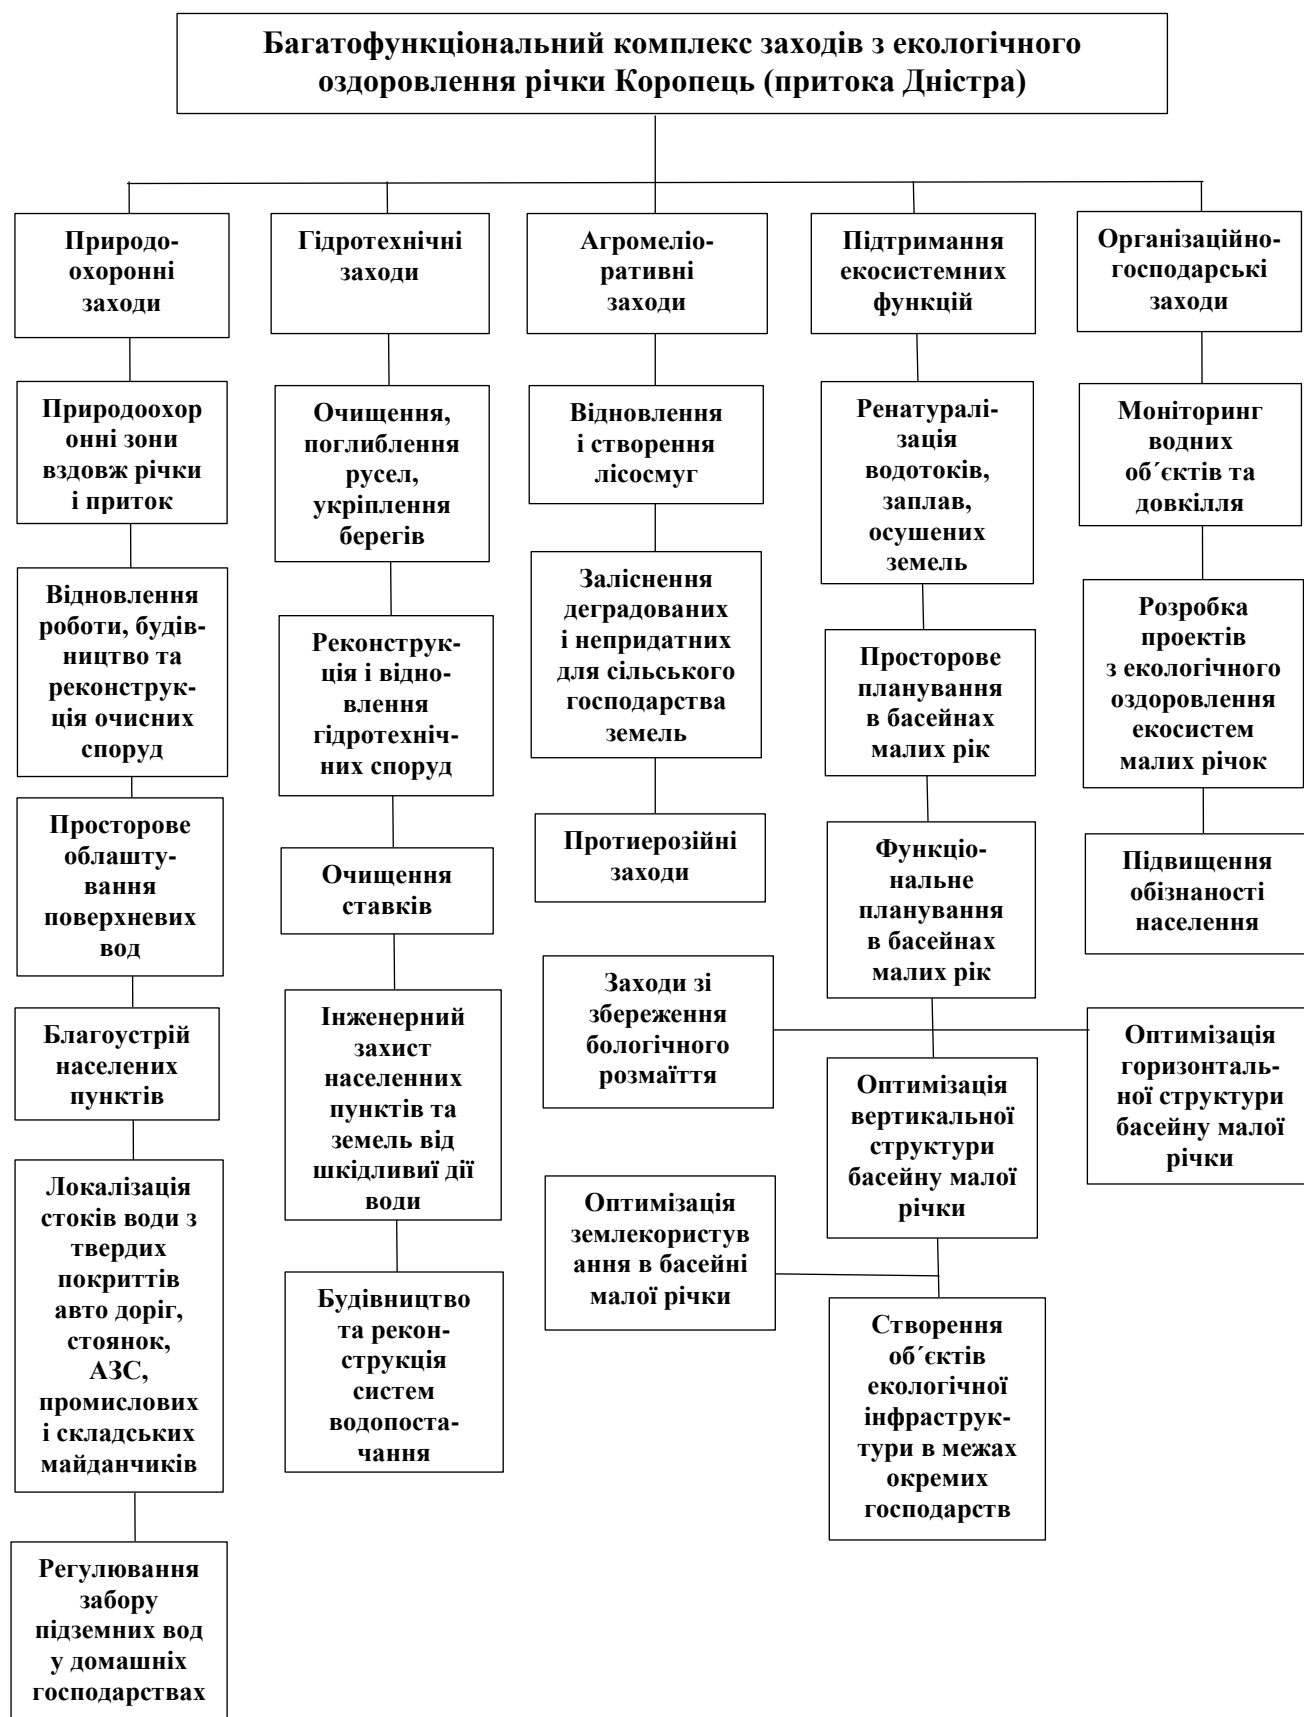 Багатофункціональний комплекс заходів з екологічного
оздоровлення річки Коропець (притока Дністра)
Природо-
охоронні
заходи
Природоохор
онні зони
вздовж річки
і приток
Відновлення
роботи, будів-
ництво та
реконструк-
ція очисних
споруд
Просторове
облашту-
вання
поверхневих
вод
Благоустрій
населених
пунктів
Локалізація
стоків води з
твердих
покриттів
авто доріг,
стоянок,
АЗС,
промислових
і складських
майданчиків
Регулювання
забору
підземних вод
у домашніх
господарствах
Гідротехнічні
заходи
Очищення,
поглиблення
русел,
укріплення
берегів
Реконструк-
ція і відно-
влення
гідротехніч-
них споруд
Очищення
ставків
Інженерний
захист
населенних
пунктів та
земель від
шкідливиї дії
води
Будівництво
та рекон-
струкція
систем
водопоста-
чання
Агромеліо-
ративні
заходи
Відновлення
і створення
лісосмуг
Заліснення
деградованих
і непридатних
для сільського
господарства
земель
Протиерозійні
заходи
Підтримання
екосистемних
функцій
Ренатуралі-
зація
водотоків,
заплав,
осушених
земель
Просторове
планування
в басейнах
малих рік
Функціо-
нальне
планування
в басейнах
малих рік
Заходи зі
збереження
бологічного
розмаїття
Оптимізація
вертикальної
структури
басейну малої
річки
Оптимізація
горизонталь-
ної структури
басейну малої
річки
Оптимізація
землекористув
ання в басейні
малої річки
Створення
об´єктів
екологічної
інфраструк-
тури в межах
окремих
господарств
Організаційно-
господарські
заходи
Моніторинг
водних
об´єктів та
довкілля
Розробка
проектів
з екологічного
оздоровлення
екосистем
малих річок
Підвищення
обізнаності
населення